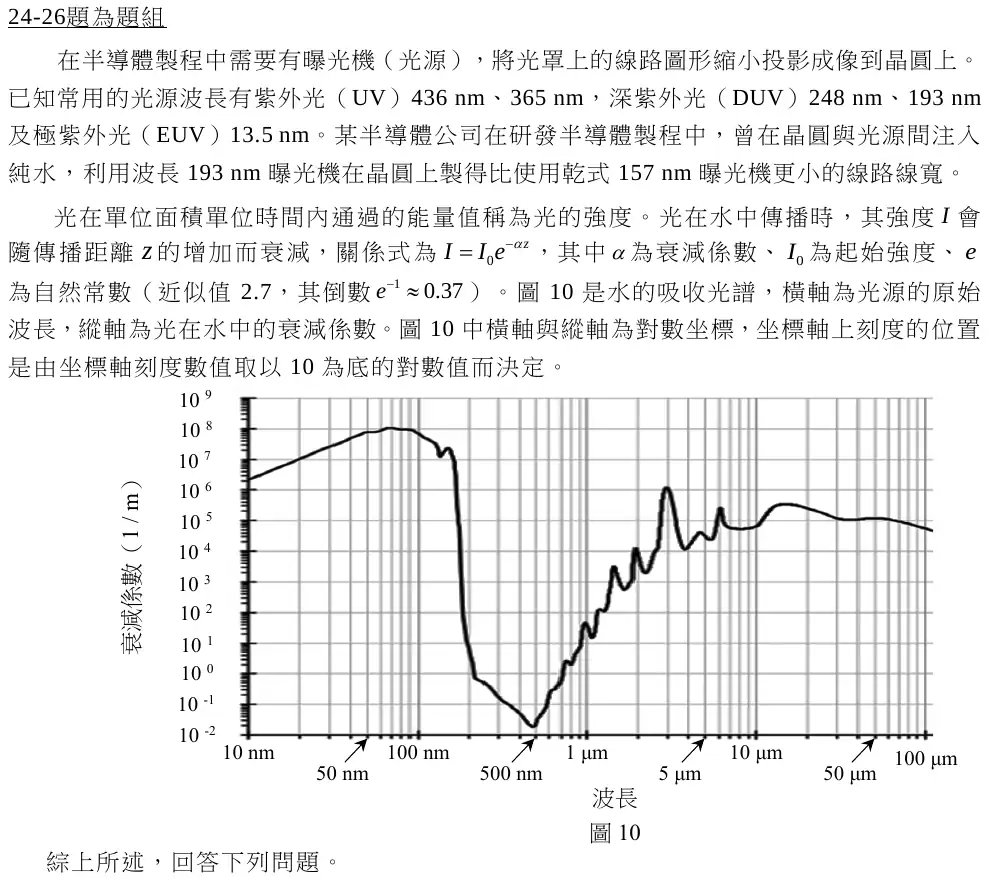 24-26題為題組
在半導體製程中需要有曝光機（光源），將光罩上的線路圖形縮小投影成像到晶圓上。
已知常用的光源波長有紫外光（UV）436 nm、365 nm，深紫外光（DUV）248 nm、193 nm
及極紫外光（EUV）13.5 nm。某半導體公司在研發半導體製程中，曾在晶圓與光源間注入
純水，利用波長 193 nm 曝光機在晶圓上製得比使用乾式 157 nm 曝光機更小的線路線寬。
光在單位面積單位時間內通過的能量值稱為光的強度。光在水中傳播時，其強度 I 會
隨傳播距離 z 的增加而衰減，關係式為 I = I₀e^{−αz}，其中 α 為衰減係數、I₀ 為起始強度、e
為自然常數（近似值 2.7，其倒數 e⁻¹ ≈ 0.37）。圖 10 是水的吸收光譜，橫軸為光源的原始
波長，縱軸為光在水中的衰減係數。圖 10 中橫軸與縱軸為對數坐標，坐標軸上刻度的位置
是由坐標軸刻度數值取以 10 為底的對數值而決定。
10⁹
10⁸
10⁷
10⁶
10⁵
10⁴
10³
10²
10¹
10⁰
10⁻¹
10⁻²
衰減係數（1 / m）
10 nm 100 nm 1 μm 10 μm 100 μm
50 nm 500 nm 5 μm 50 μm
波長
圖 10
綜上所述，回答下列問題。